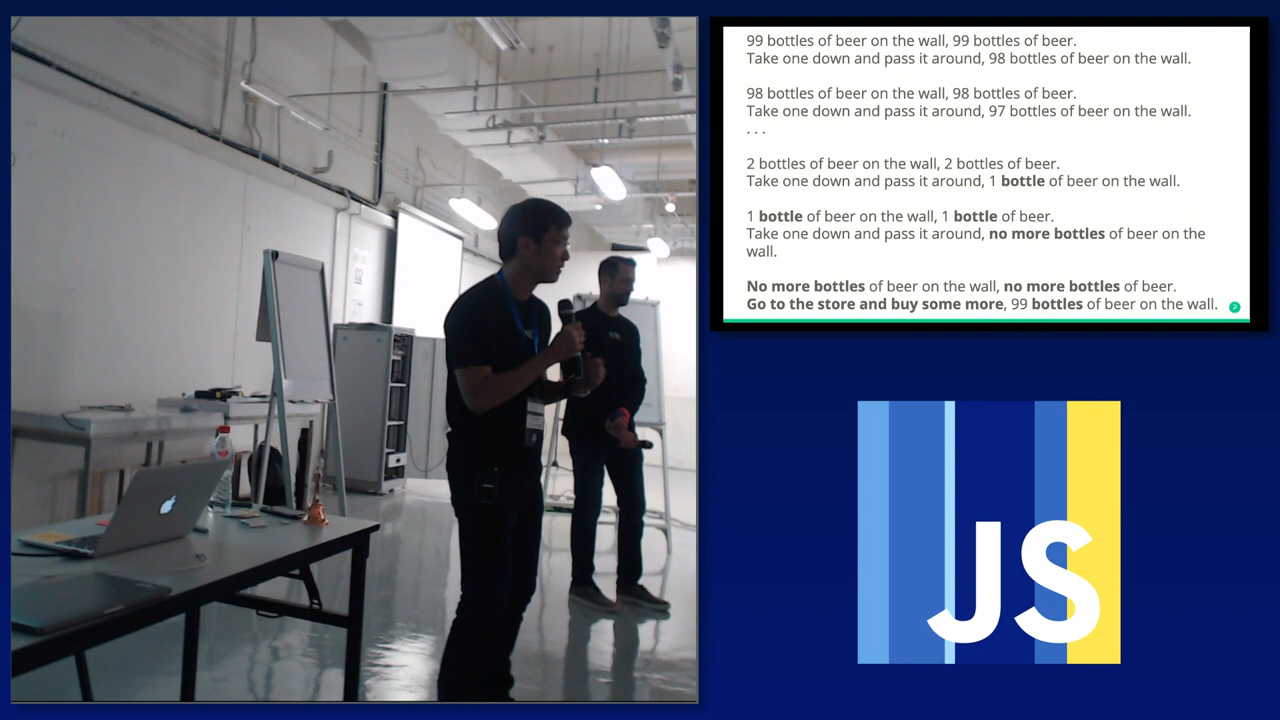 99 bottles of beer on the wall, 99 bottles of beer.
Take one down and pass it around, 98 bottles of beer on the wall.
98 bottles of beer on the wall, 98 bottles of beer.
Take one down and pass it around, 97 bottles of beer on the wall.
. . .
2 bottles of beer on the wall, 2 bottles of beer.
Take one down and pass it around, 1 bottle of beer on the wall.
1 bottle of beer on the wall, 1 bottle of beer.
Take one down and pass it around, no more bottles of beer on the
wall.
No more bottles of beer on the wall, no more bottles of beer.
Go to the store and buy some more, 99 bottles of beer on the wall.
JS